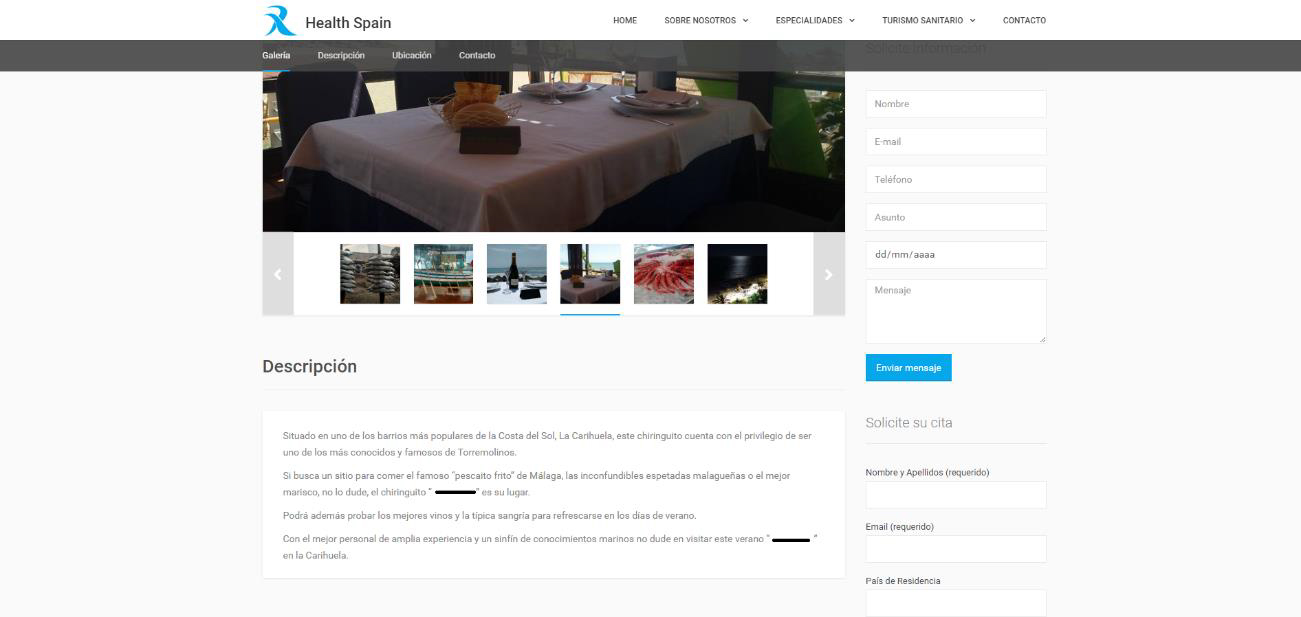 Health Spain
HOME SOBRE NOSOTROS ESPECIALIDADES TURISMO SANITARIO CONTACTO
Galería Descripción Ubicación Contacto
Solicite información
Nombre
E-mail
Teléfono
Asunto
dd/mm/aaaa
Mensaje
Enviar mensaje
Descripción
Situado en uno de los barrios más populares de la Costa del Sol, La Carihuela, este chiringuito cuenta con el privilegio de ser
uno de los más conocidos y famosos de Torremolinos.
Si busca un sitio para comer el famoso “pescaito frito” de Málaga, las inconfundibles espetadas malagueñas o el mejor
marisco, no lo dude, el chiringuito “ ” es su lugar.
Podrá además probar los mejores vinos y la típica sangría para refrescarse en los días de verano.
Con el mejor personal de amplia experiencia y un sinfín de conocimientos marinos no dude en visitar este verano “ ”
en la Carihuela.
Solicite su cita
Nombre y Apellidos (requerido)
Email (requerido)
País de Residencia